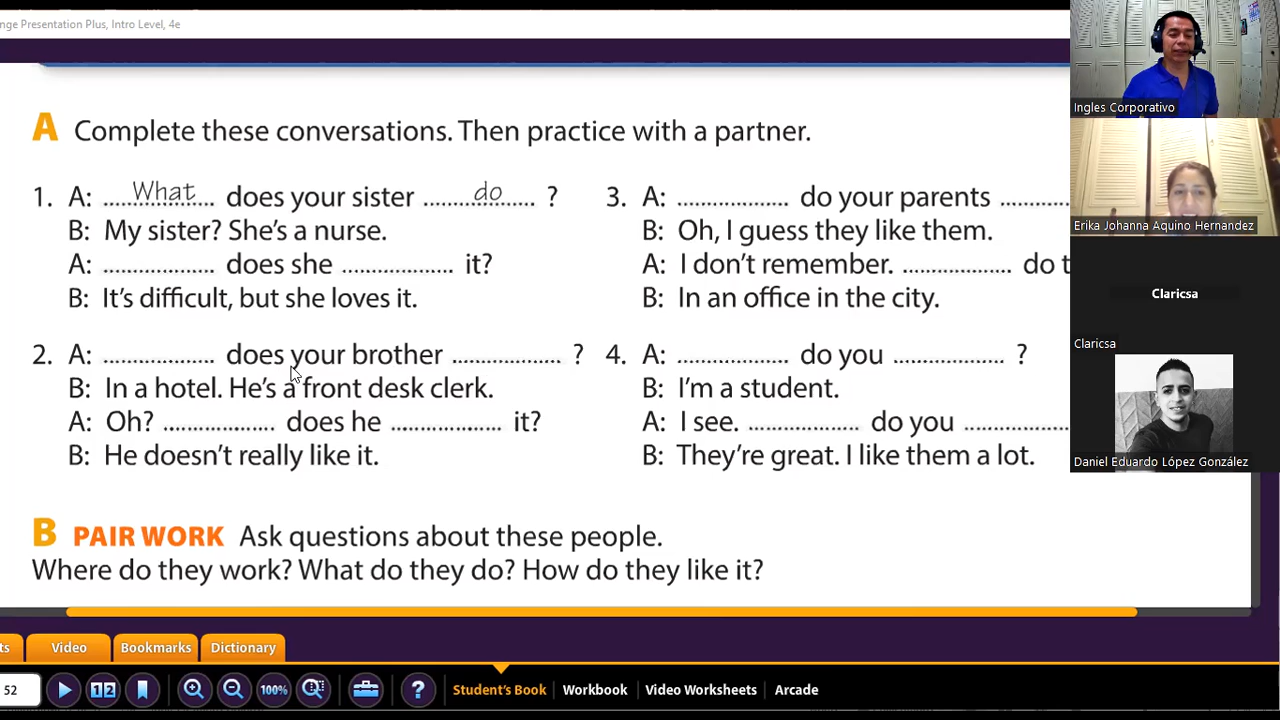 nge Presentation Plus, Intro Level, 4e
A Complete these conversations. Then practice with a partner.
1. A: What does your sister do ?
B: My sister? She's a nurse.
A: ................. does she ................. it?
B: It's difficult, but she loves it.
2. A: ................. does your brother ................. ?
B: In a hotel. He's a front desk clerk.
A: Oh? ................. does he ................. it?
B: He doesn't really like it.
3. A: ................. do your parents ...........
B: Oh, I guess they like them.
A: I don't remember. ................. do t
B: In an office in the city.
4. A: ................. do you ................. ?
B: I'm a student.
A: I see. ................. do you ................
B: They're great. I like them a lot.
B PAIR WORK Ask questions about these people.
Where do they work? What do they do? How do they like it?
Ingles Corporativo
Erika Johanna Aquino Hernandez
Claricsa
Claricsa
Daniel Eduardo López González
ts Video Bookmarks Dictionary
52 12 100% ? Student's Book Workbook Video Worksheets Arcade